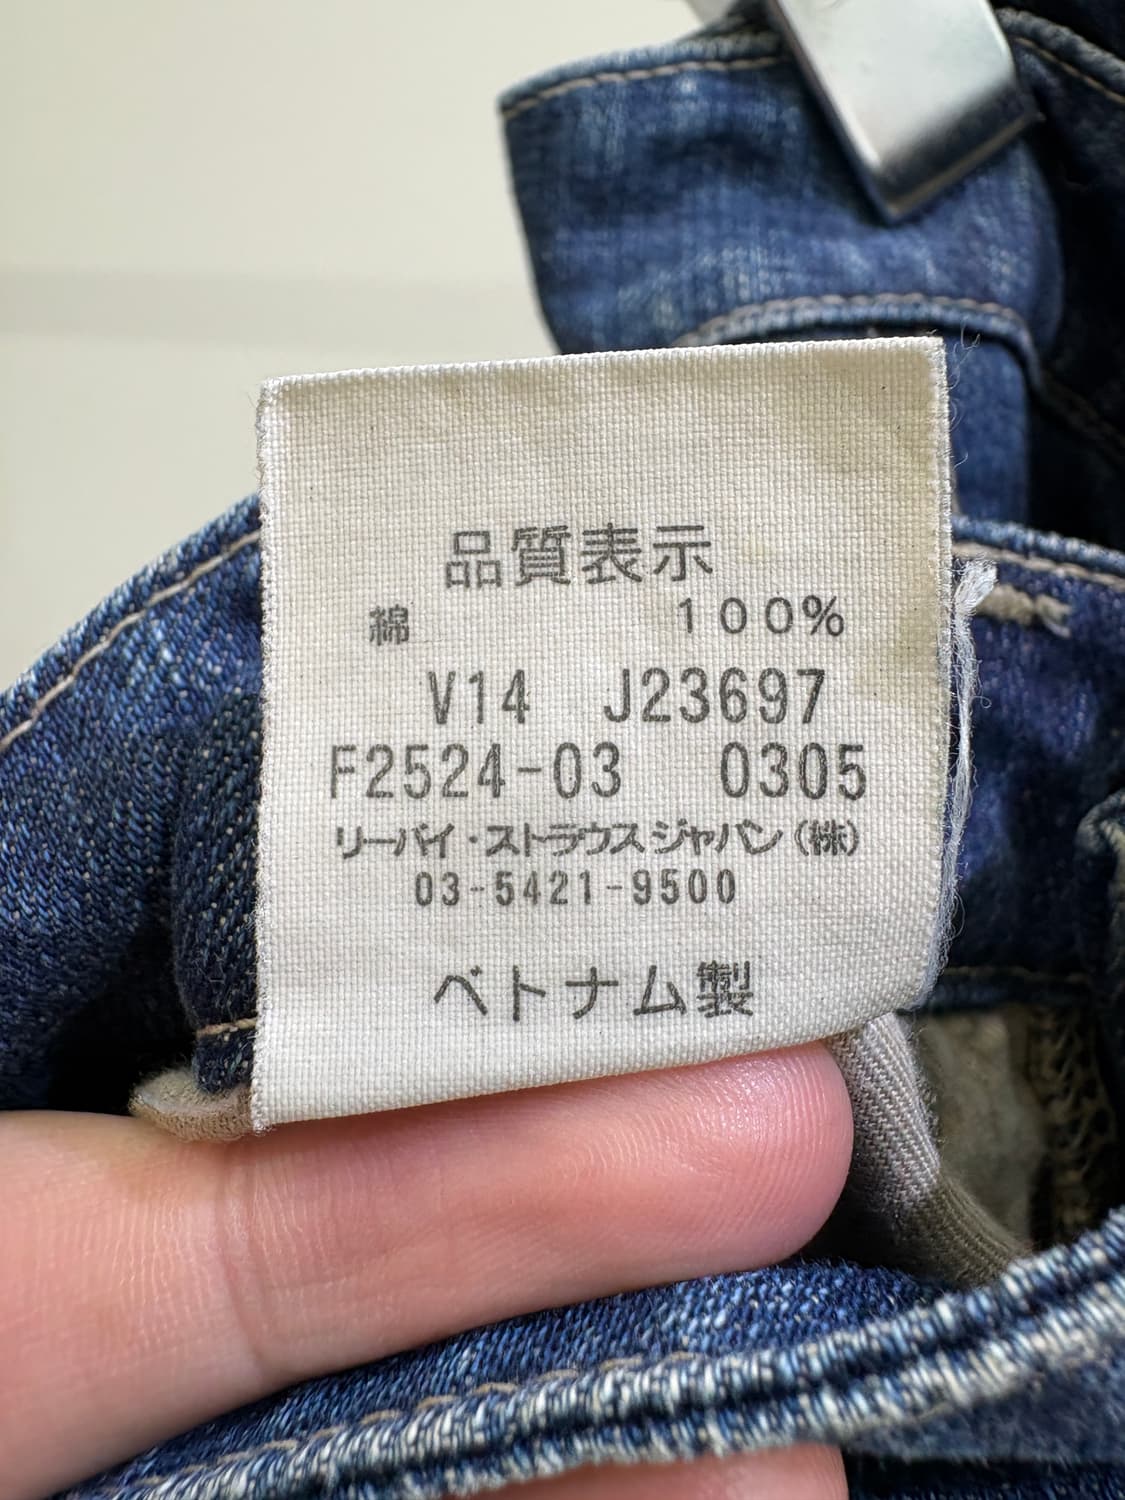 品質表示
綿 100%
V14 J23697
F2524-03 0305
リーバイ・ストラウスジャパン(株)
03-5421-9500
ベトナム製